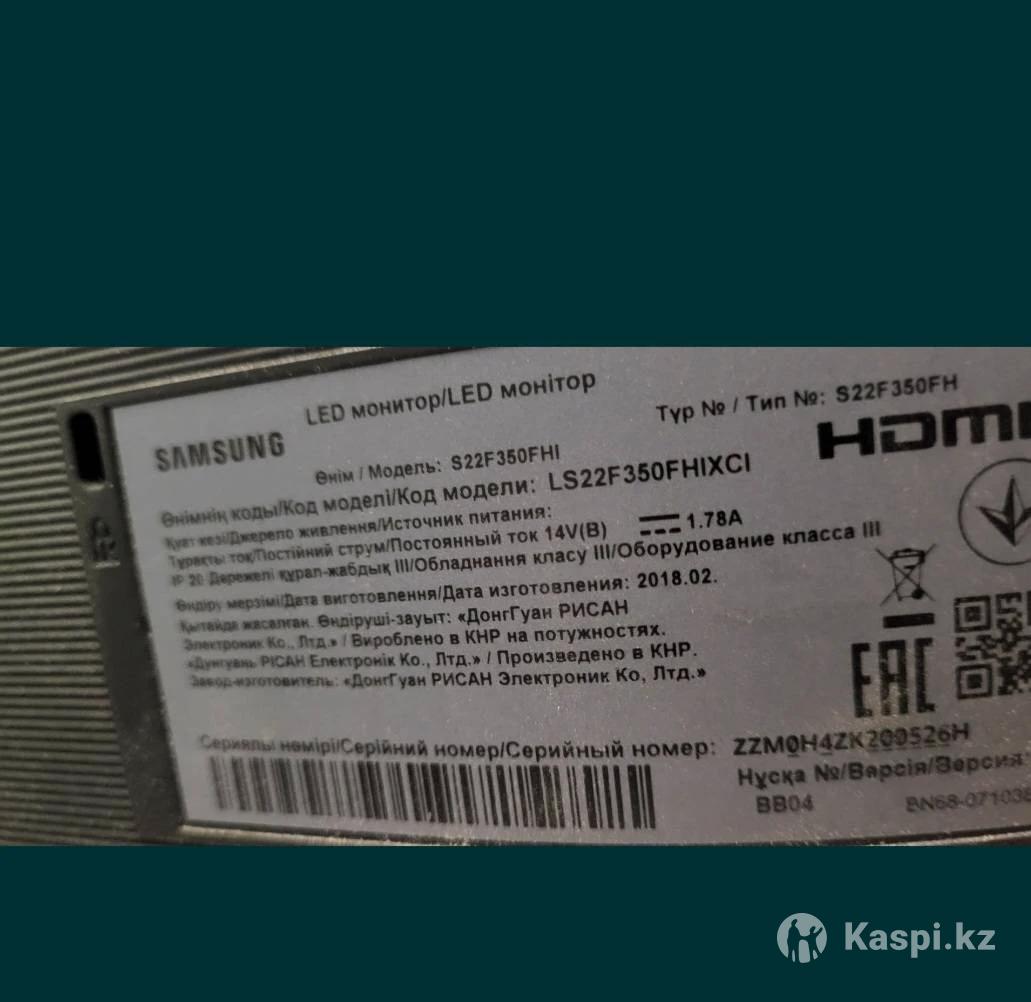 LED монитор/LED монітор
SAMSUNG
Түр № / Тип №: S22F350FH
HDMI
Өнім / Модель: S22F350FHI
Өнімнің коды/Код моделі/Код модели: LS22F350FHIXCI
Қуат көзі/Джерело живлення/Источник питания:
Тұрақты ток/Постійний струм/Постоянный ток 14V(В) 1.78A
IP 20 Дәрежелі құрал-жабдық III/Обладнання класу III/Оборудование класса III
Өндіру мерзімі/Дата виготовлення/Дата изготовления: 2018.02.
Қытайда жасалған. Өндіруші-зауыт: «ДонгГуан РИСАН
Электроник Ко., Лтд.» / Вироблено в КНР на потужностях.
«Дунгуань РІСАН Електронік Ко., Лтд.» / Произведено в КНР.
Завод-изготовитель: «ДонгГуан РИСАН Электроник Ко, Лтд.»
EAC
Сериялы нөмірі/Серійний номер/Серийный номер: ZZM0H4ZK200526H
Нұсқа №/Версія/Версия:
BB04 BN68-07103
Kaspi.kz